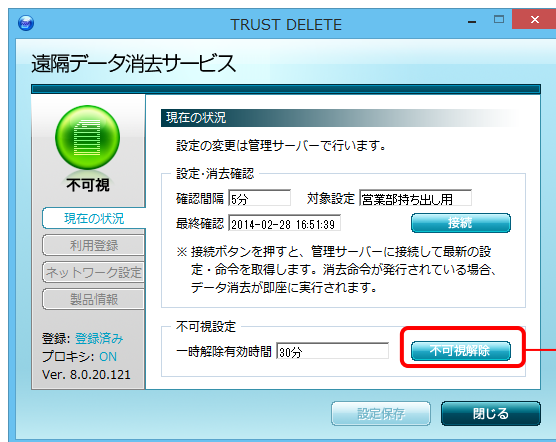 TRUST DELETE
遠隔データ消去サービス
不可視
現在の状況
利用登録
ネットワーク設定
製品情報
登録: 登録済み
プロキシ: ON
Ver. 8.0.20.121
現在の状況
設定の変更は管理サーバーで行います。
設定・消去確認
確認間隔 5分 対象設定 営業部持ち出し用
最終確認 2014-02-28 16:51:39 接続
※ 接続ボタンを押すと、管理サーバーに接続して最新の設
定・命令を取得します。消去命令が発行されている場合、
データ消去が即座に実行されます。
不可視設定
一時解除有効時間 30分 不可視解除
設定保存 閉じる